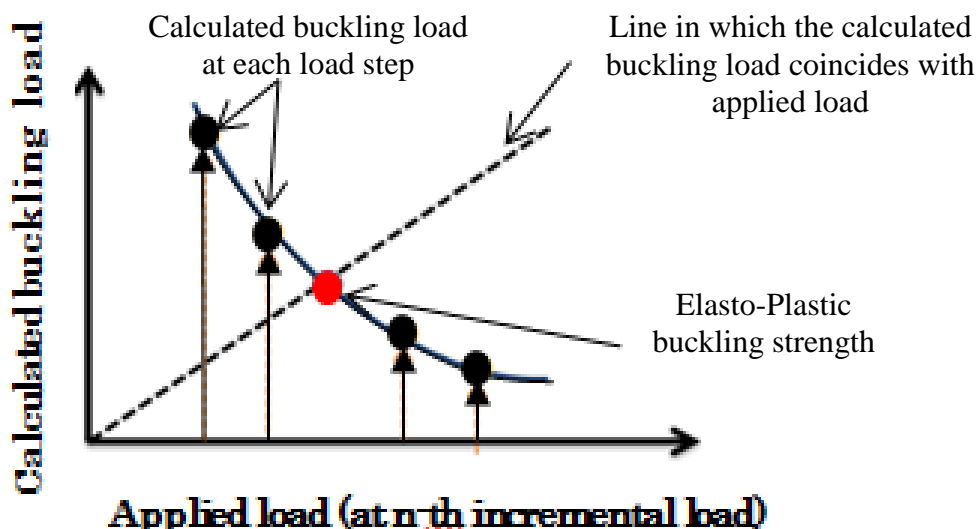 Calculated buckling load
at each load step
Line in which the calculated
buckling load coincides with
applied load
Calculated buckling load
Elasto-Plastic
buckling strength
Applied load (at n-th incremental load)